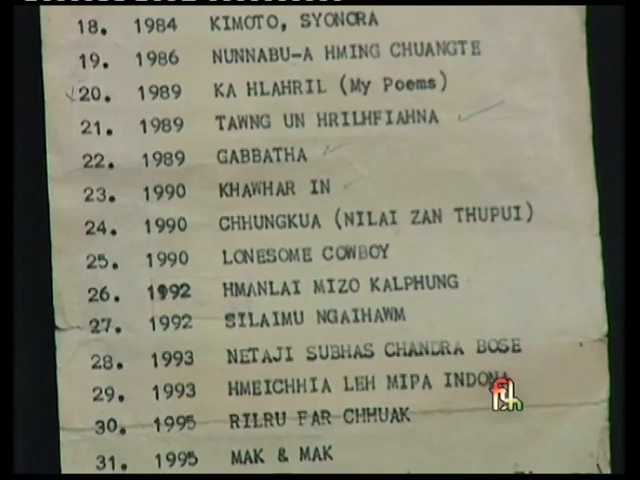 18. 1984 KIMOTO, SYONORA
19. 1986 NUNNABU-A HMING CHUANGTE
20. 1989 KA HLAHRIL (My Poems)
21. 1989 TAWNG UN HRILHFIAHNA
22. 1989 GABBATHA
23. 1990 KHAWHAR IN
24. 1990 CHHUNGKUA (NILAI ZAN THUPUI)
25. 1990 LONESOME COWBOY
26. 1992 HMANLAI MIZO KALPHUNG
27. 1992 SILAIMU NGAIHAWM
28. 1993 NETAJI SUBHAS CHANDRA BOSE
29. 1993 HMEICHHIA LEH MIPA INDONA
30. 1995 RILRU FAR CHHUAK
31. 1995 MAK & MAK